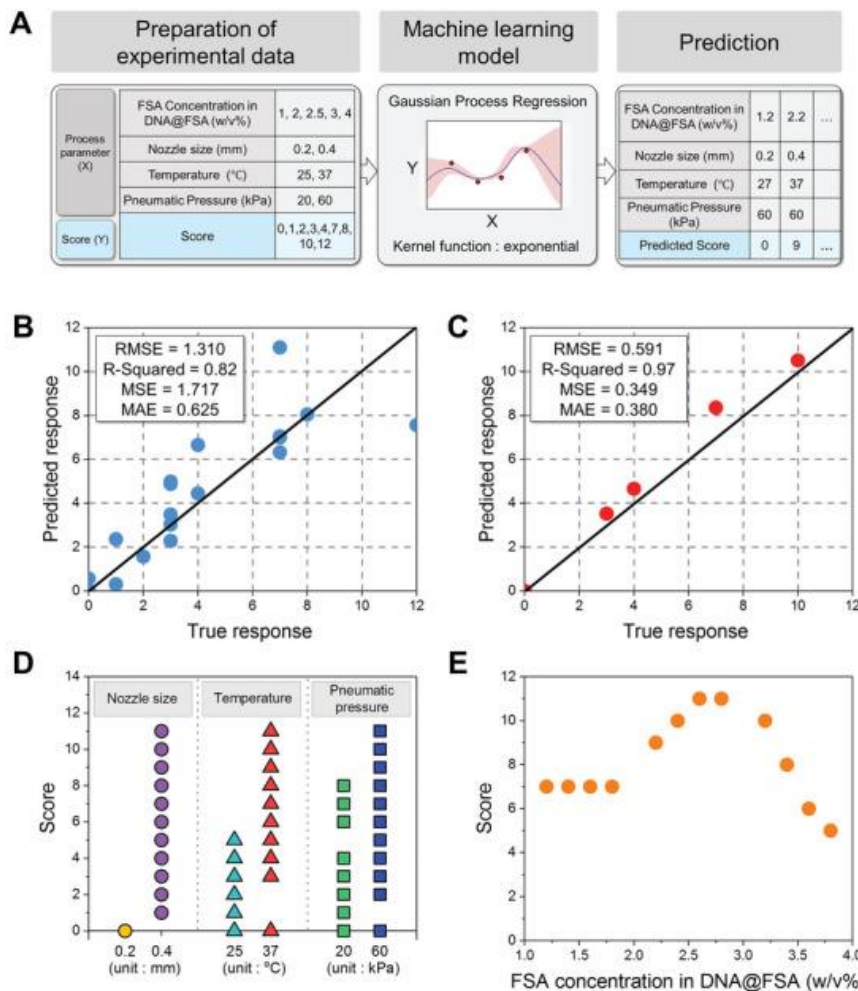 A
Preparation of
experimental data
Machine learning
model
Prediction
Process
parameter
(X)
FSA Concentration in
DNA@FSA (w/v%)
1, 2, 2.5, 3, 4
Nozzle size (mm)
0.2, 0.4
Temperature (℃)
25, 37
Pneumatic Pressure (kPa)
20, 60
Score (Y)
Score
0,1,2,3,4,7,8,
10,12
Gaussian Process Regression
Y
X
Kernel function : exponential
FSA Concentration in
DNA@FSA (w/v%)
1.2 2.2 ...
Nozzle size (mm)
0.2 0.4
Temperature (℃)
27 37
Pneumatic Pressure
(kPa)
60 60
Predicted Score
0 9 ...
B
RMSE = 1.310
R-Squared = 0.82
MSE = 1.717
MAE = 0.625
Predicted response
12
10
8
6
4
2
0
0 2 4 6 8 10 12
True response
C
RMSE = 0.591
R-Squared = 0.97
MSE = 0.349
MAE = 0.380
Predicted response
12
10
8
6
4
2
0
0 2 4 6 8 10 12
True response
D
Nozzle size
Temperature
Pneumatic
pressure
Score
14
12
10
8
6
4
2
0
0.2 0.4 25 37 20 60
(unit : mm) (unit : ℃) (unit : kPa)
E
Score
12
10
8
6
4
2
0
1.0 1.5 2.0 2.5 3.0 3.5 4.0
FSA concentration in DNA@FSA (w/v%